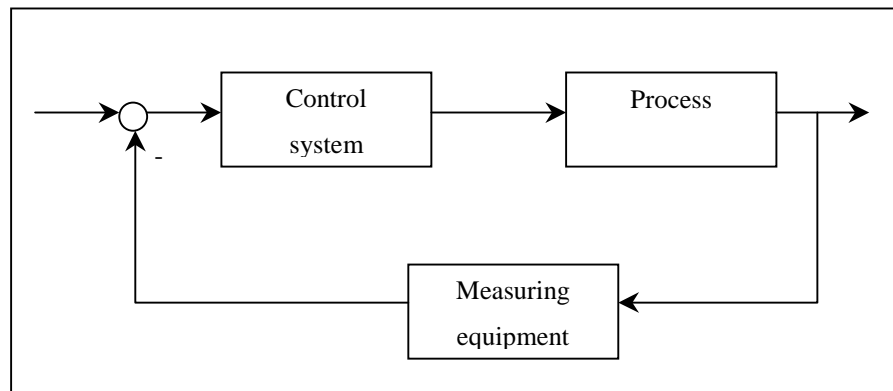 Control
system
Process
-
Measuring
equipment